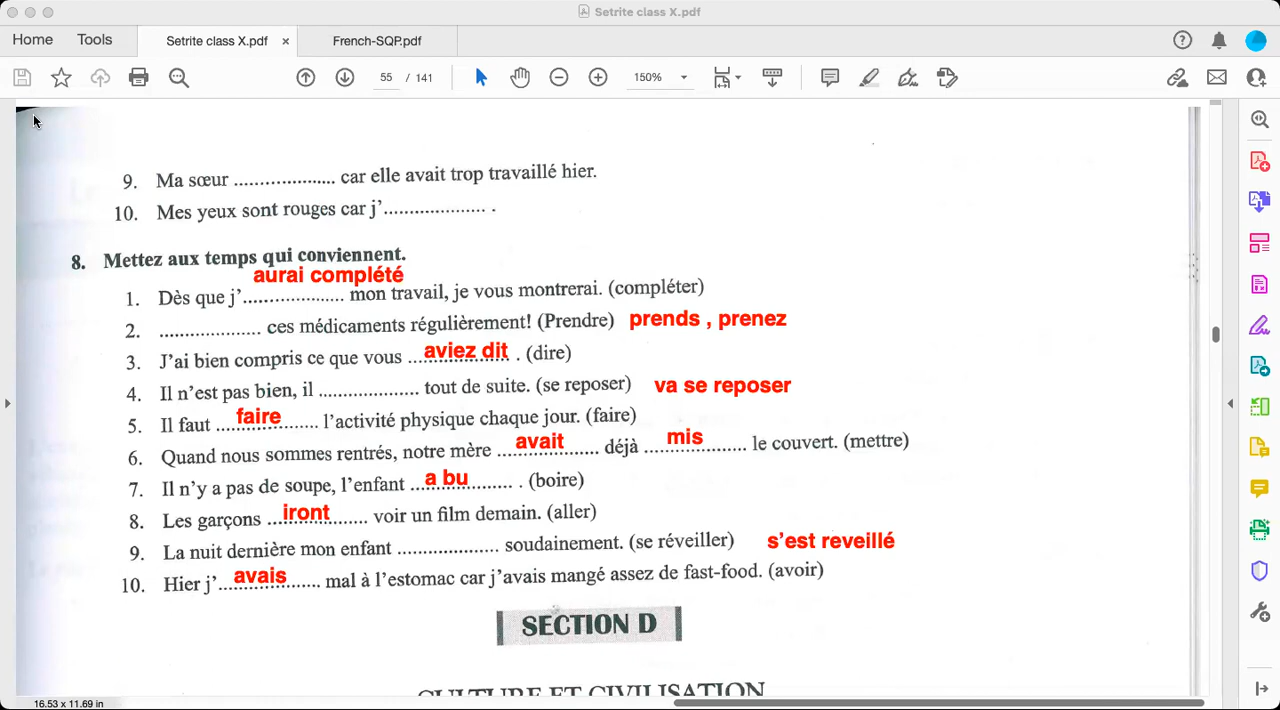 Setrite class X.pdf
Home Tools Setrite class X.pdf × French-SQP.pdf
55 / 141 150%
9. Ma sœur .................... car elle avait trop travaillé hier.
10. Mes yeux sont rouges car j'.................... .
8. Mettez aux temps qui conviennent.
aurai complété
1. Dès que j'.................... mon travail, je vous montrerai. (compléter)
2. .................... ces médicaments régulièrement! (Prendre) prends , prenez
3. J'ai bien compris ce que vous ... aviez dit . (dire)
4. Il n'est pas bien, il .................... tout de suite. (se reposer) va se reposer
5. Il faut ... faire ... l'activité physique chaque jour. (faire)
6. Quand nous sommes rentrés, notre mère ... avait ... déjà ... mis ... le couvert. (mettre)
7. Il n'y a pas de soupe, l'enfant ... a bu ... . (boire)
8. Les garçons ... iront ... voir un film demain. (aller)
9. La nuit dernière mon enfant .................... soudainement. (se réveiller) s'est reveillé
10. Hier j'... avais ... mal à l'estomac car j'avais mangé assez de fast-food. (avoir)
SECTION D
CULTURE ET CIVILISATION
16.53 x 11.69 in